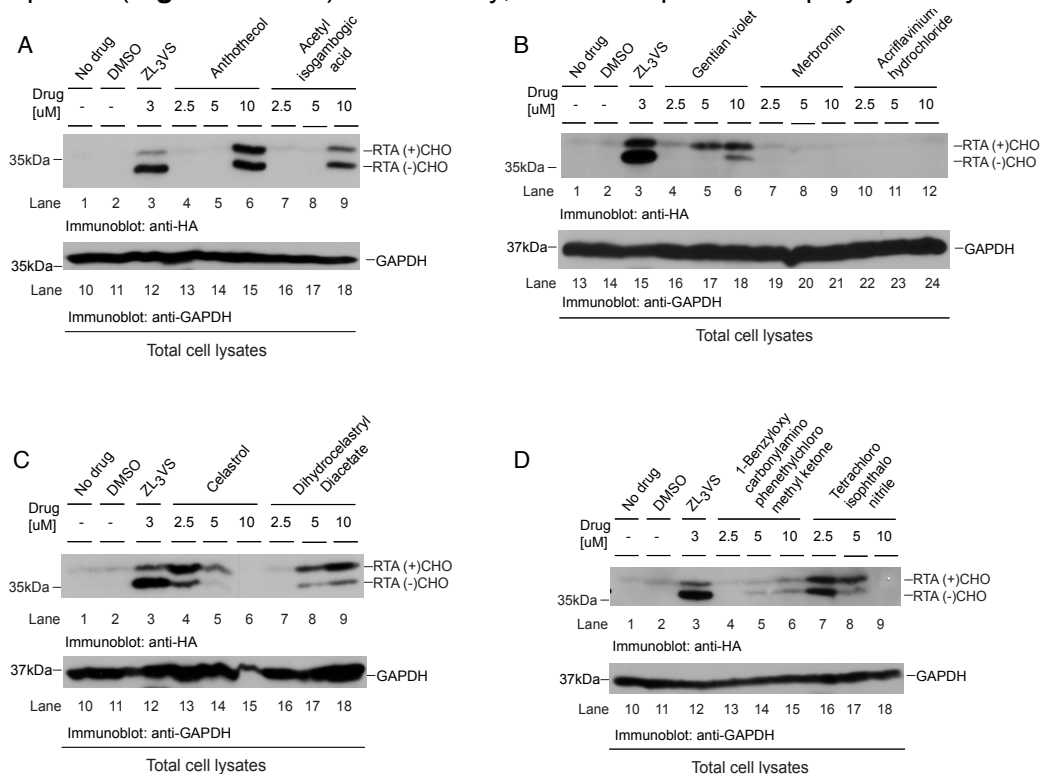 A
No drug
DMSO
ZL3VS
Anthothecol
Acetyl
isogambogic
acid
Drug
[uM]
- - 3 2.5 5 10 2.5 5 10
35kDa
RTA (+)CHO
RTA (-)CHO
Lane 1 2 3 4 5 6 7 8 9
Immunoblot: anti-HA
35kDa
GAPDH
Lane 10 11 12 13 14 15 16 17 18
Immunoblot: anti-GAPDH
Total cell lysates
B
No drug
DMSO
ZL3VS
Gentian violet
Merbromin
Acriflavinium
hydrochloride
Drug
[uM]
- - 3 2.5 5 10 2.5 5 10 2.5 5 10
35kDa
RTA (+)CHO
RTA (-)CHO
Lane 1 2 3 4 5 6 7 8 9 10 11 12
Immunoblot: anti-HA
37kDa
GAPDH
Lane 13 14 15 16 17 18 19 20 21 22 23 24
Immunoblot: anti-GAPDH
Total cell lysates
C
No drug
DMSO
ZL3VS
Celastrol
Dihydrocelastryl
Diacetate
Drug
[uM]
- - 3 2.5 5 10 2.5 5 10
35kDa
RTA (+)CHO
RTA (-)CHO
Lane 1 2 3 4 5 6 7 8 9
Immunoblot: anti-HA
37kDa
GAPDH
Lane 10 11 12 13 14 15 16 17 18
Immunoblot: anti-GAPDH
Total cell lysates
D
No drug
DMSO
ZL3VS
1-Benzyloxy
carbonylamino
phenethylchloro
methyl ketone
Tetrachloro
isophthalo
nitrile
Drug
[uM]
- - 3 2.5 5 10 2.5 5 10
35kDa
RTA (+)CHO
RTA (-)CHO
Lane 1 2 3 4 5 6 7 8 9
Immunoblot: anti-HA
37kDa
GAPDH
Lane 10 11 12 13 14 15 16 17 18
Immunoblot: anti-GAPDH
Total cell lysates